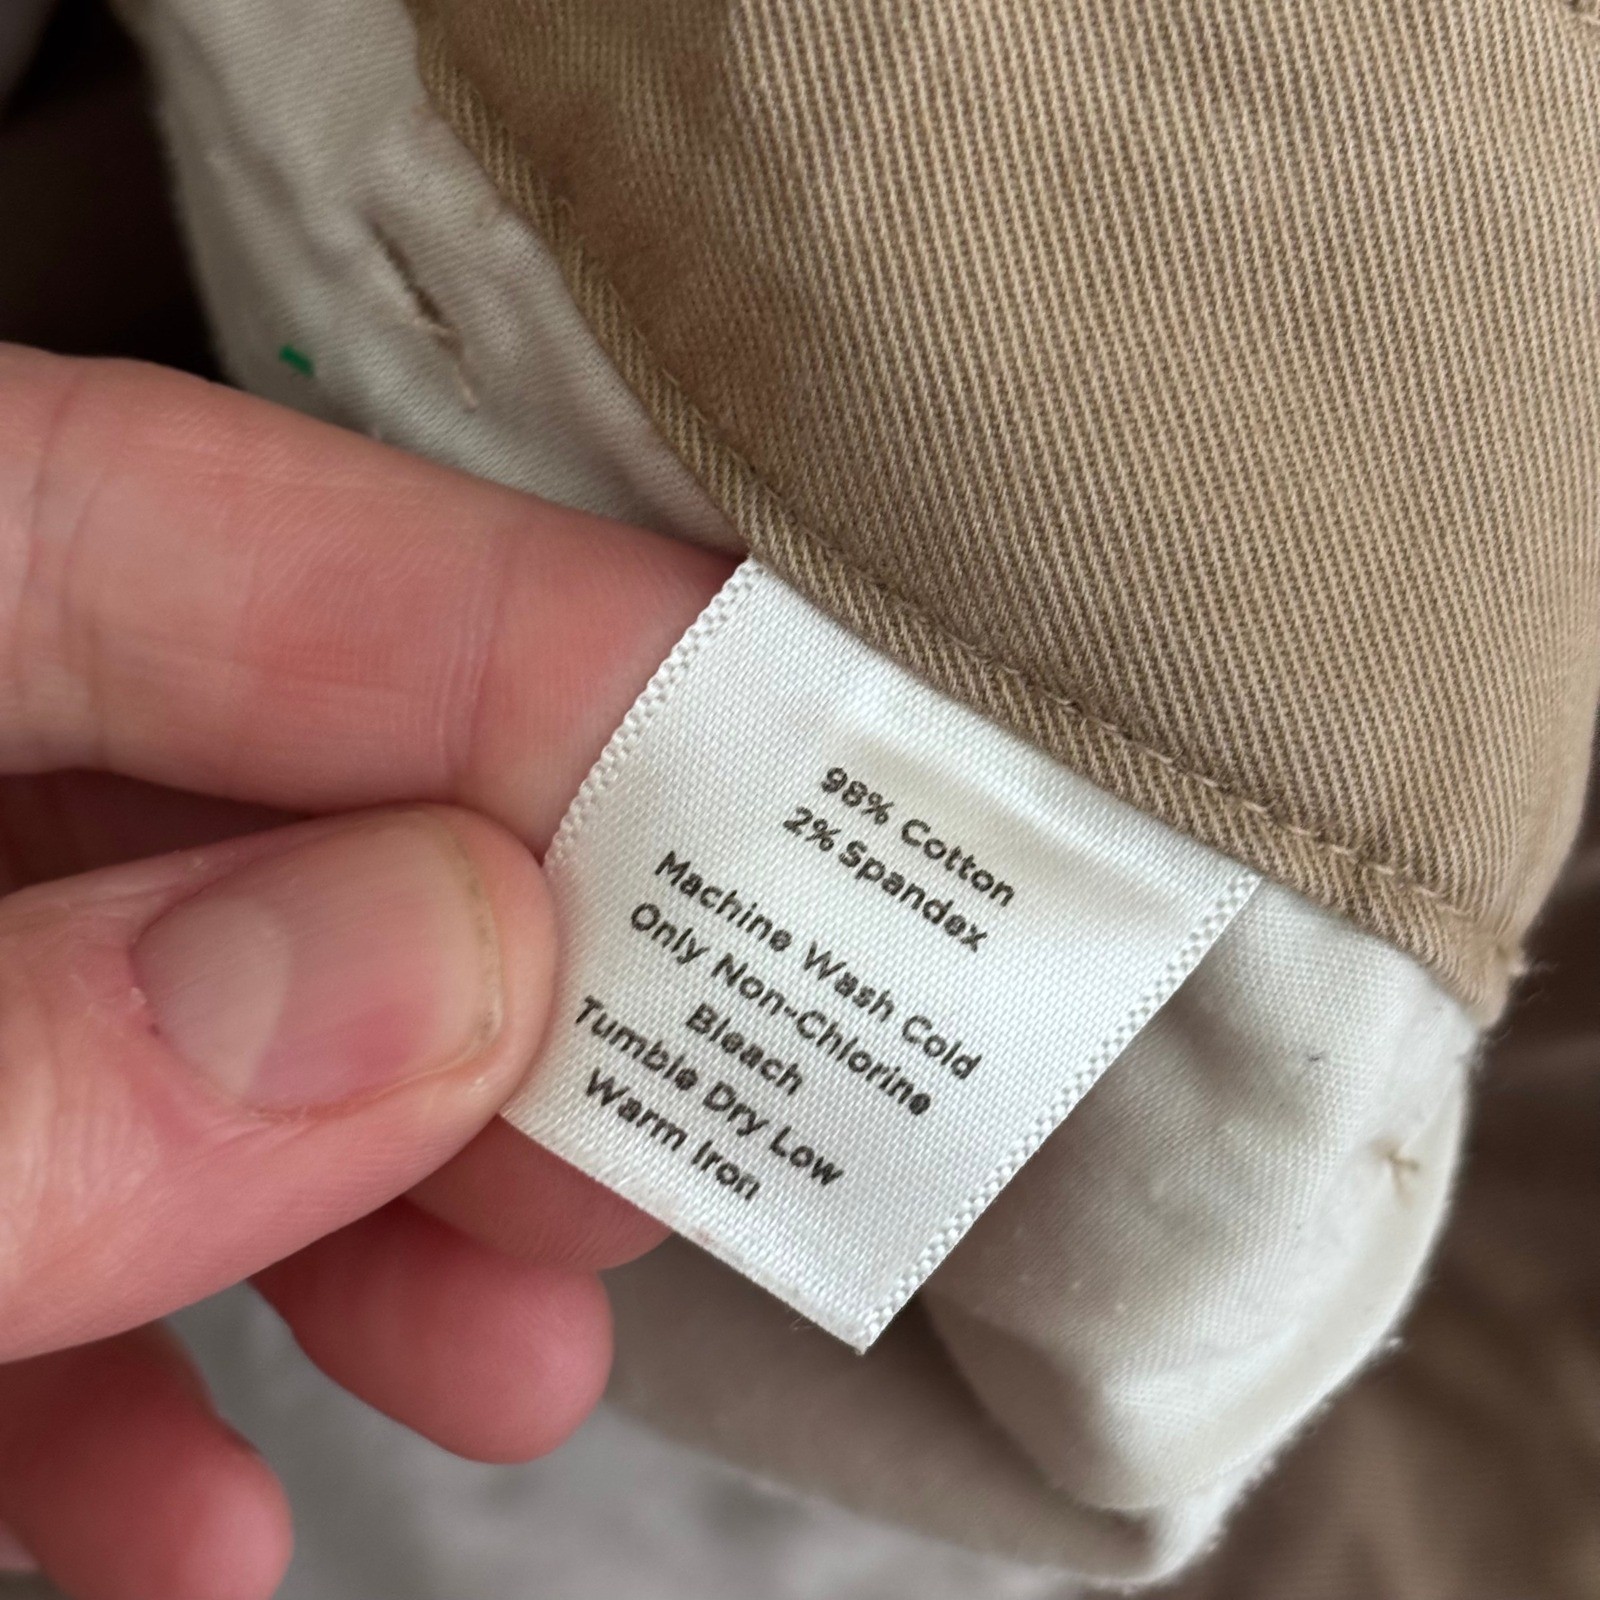 98% Cotton
2% Spandex
Machine Wash Cold
Only Non-Chlorine
Bleach
Tumble Dry Low
Warm Iron